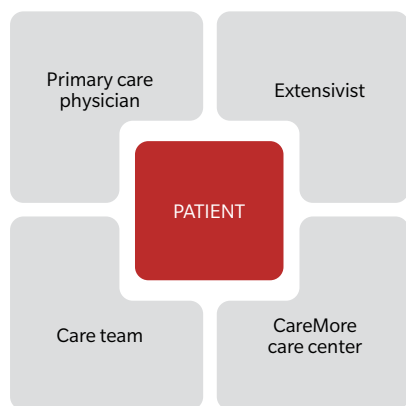 Primary care
physician
Extensivist
PATIENT
Care team
CareMore
care center